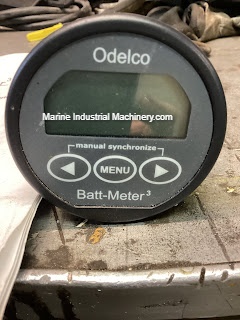 Odelco
Marine Industrial Machinery.com
manual synchronize
MENU
Batt-Meter³